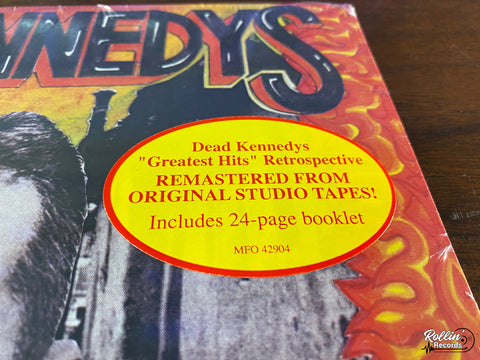 NNEDYS
Dead Kennedys
"Greatest Hits" Retrospective
REMASTERED FROM
ORIGINAL STUDIO TAPES!
Includes 24-page booklet
MFO 42904
Rollin'
Records